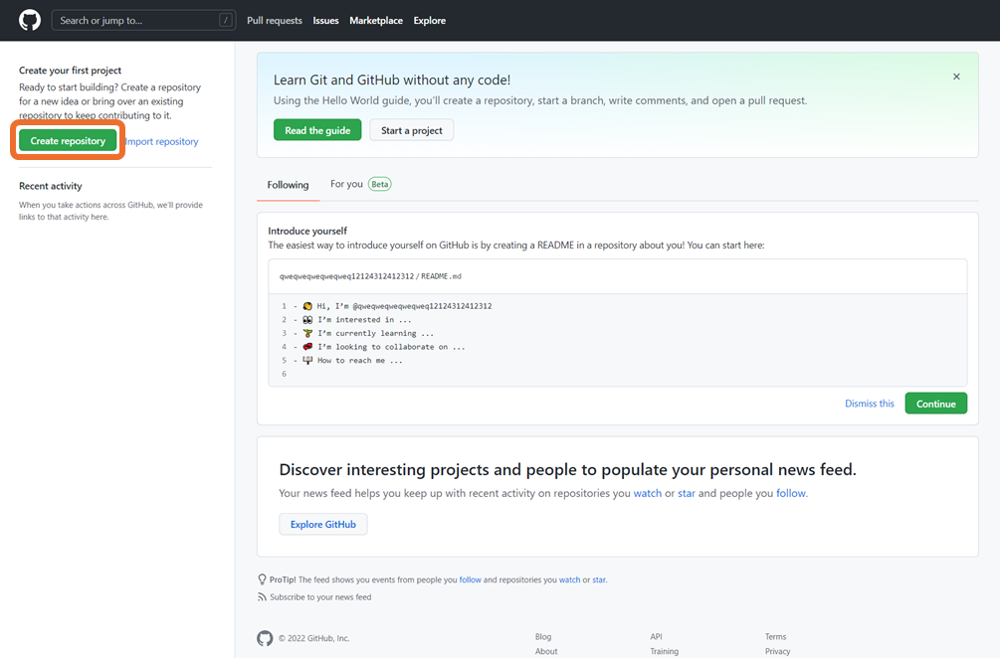 Search or jump to... /
Pull requests Issues Marketplace Explore
Create your first project
Ready to start building? Create a repository
for a new idea or bring over an existing
repository to keep contributing to it.
Create repository Import repository
Recent activity
When you take actions across GitHub, we'll provide
links to that activity here.
Learn Git and GitHub without any code!
Using the Hello World guide, you'll create a repository, start a branch, write comments, and open a pull request.
Read the guide Start a project
Following For you Beta
Introduce yourself
The easiest way to introduce yourself on GitHub is by creating a README in a repository about you! You can start here:
qweqweqweqweqweq12124312412312 / README.md
1 - 👋 Hi, I'm @qweqweqweqweqweq12124312412312
2 - 👀 I'm interested in ...
3 - 🌱 I'm currently learning ...
4 - 💞️ I'm looking to collaborate on ...
5 - 📫 How to reach me ...
6
Dismiss this Continue
Discover interesting projects and people to populate your personal news feed.
Your news feed helps you keep up with recent activity on repositories you watch or star and people you follow.
Explore GitHub
ProTip! The feed shows you events from people you follow and repositories you watch or star.
Subscribe to your news feed
© 2022 GitHub, Inc.
Blog API Terms
About Training Privacy